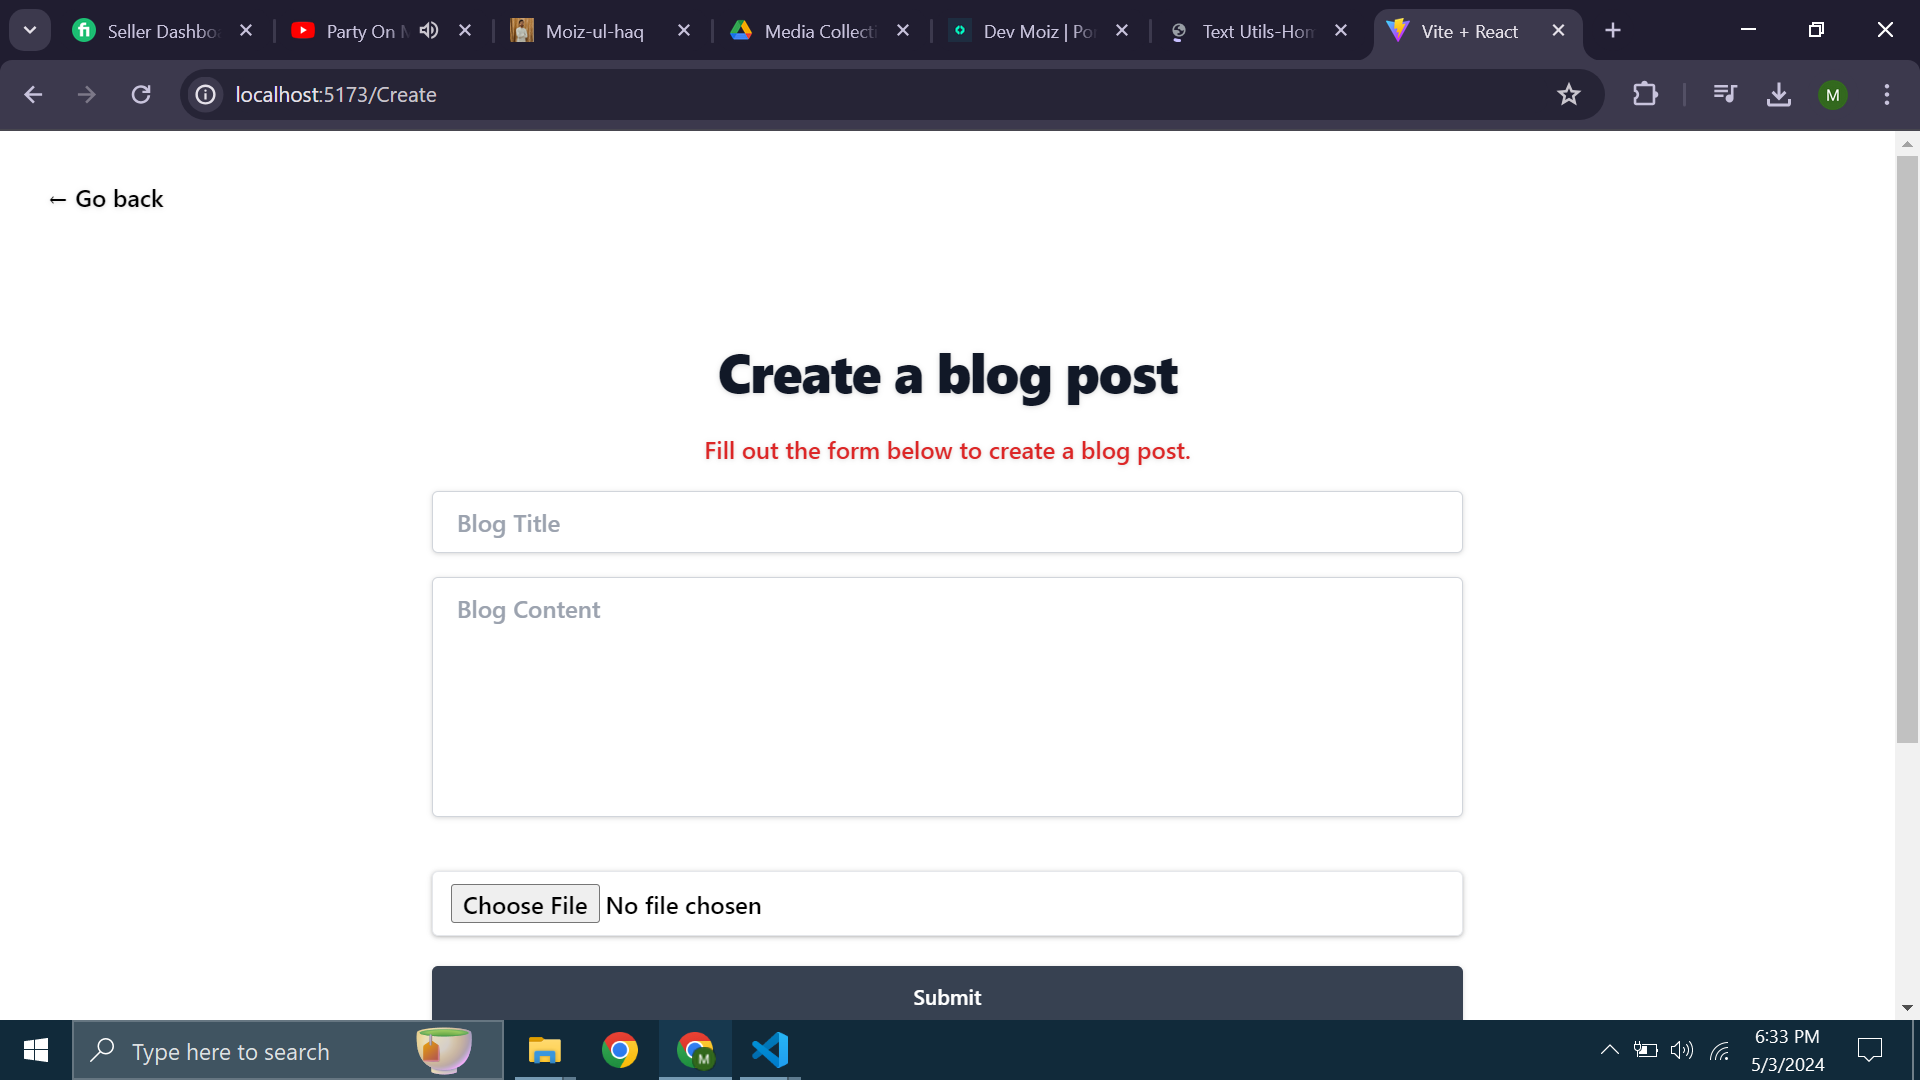 Seller Dashbo
Party On
Moiz-ul-haq
Media Collecti
Dev Moiz | Po
Text Utils-Hom
Vite + React
localhost:5173/Create
M
← Go back
Create a blog post
Fill out the form below to create a blog post.
Blog Title
Blog Content
Choose File No file chosen
Submit
Type here to search
M
6:33 PM
5/3/2024